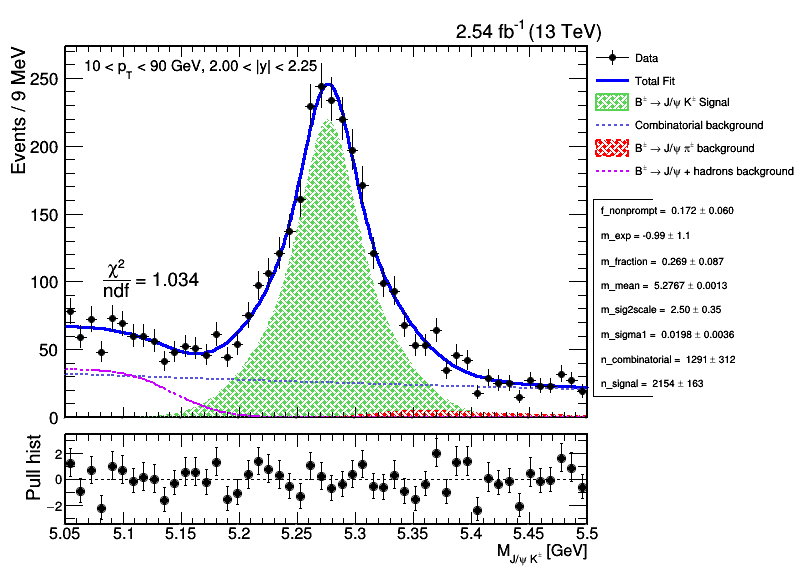 2.54 fb⁻¹ (13 TeV)
Events / 9 MeV
10 < p_T < 90 GeV, 2.00 < |y| < 2.25
250
200
150
100
50
0
χ²
ndf = 1.034
Data
Total Fit
B^± → J/ψ K^± Signal
Combinatorial background
B^± → J/ψ π^± background
B^± → J/ψ + hadrons background
f_nonprompt = 0.172 ± 0.060
m_exp = -0.99 ± 1.1
m_fraction = 0.269 ± 0.087
m_mean = 5.2767 ± 0.0013
m_sig2scale = 2.50 ± 0.35
m_sigma1 = 0.0198 ± 0.0036
n_combinatorial = 1291 ± 312
n_signal = 2154 ± 163
Pull hist
2
0
−2
5.05 5.1 5.15 5.2 5.25 5.3 5.35 5.4 5.45 5.5
M_{J/ψ K^±} [GeV]